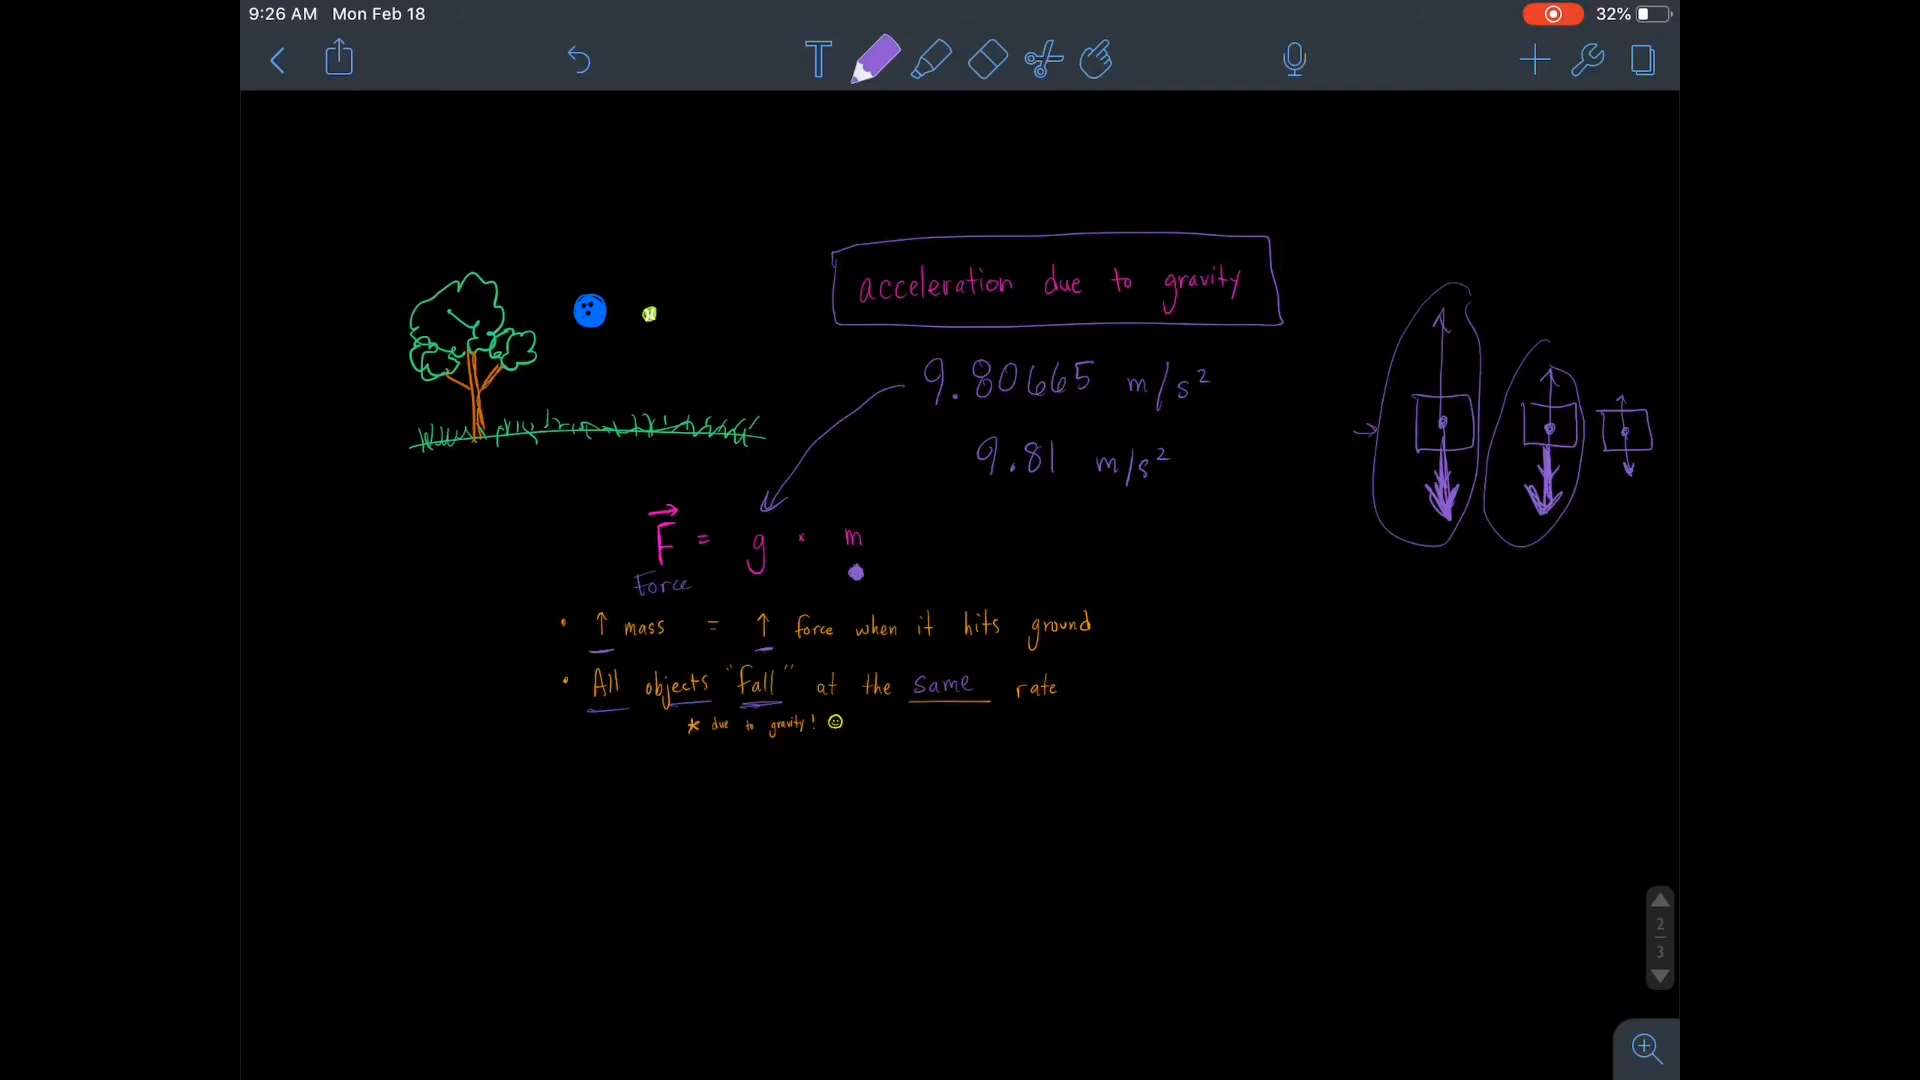 9:26 AM Mon Feb 18
32%
T
acceleration due to gravity
9.80665 m/s²
9.81 m/s²
F = g · m
Force
• ↑ mass = ↑ force when it hits ground
• All objects "fall" at the same rate
* due to gravity! ☺
2
3